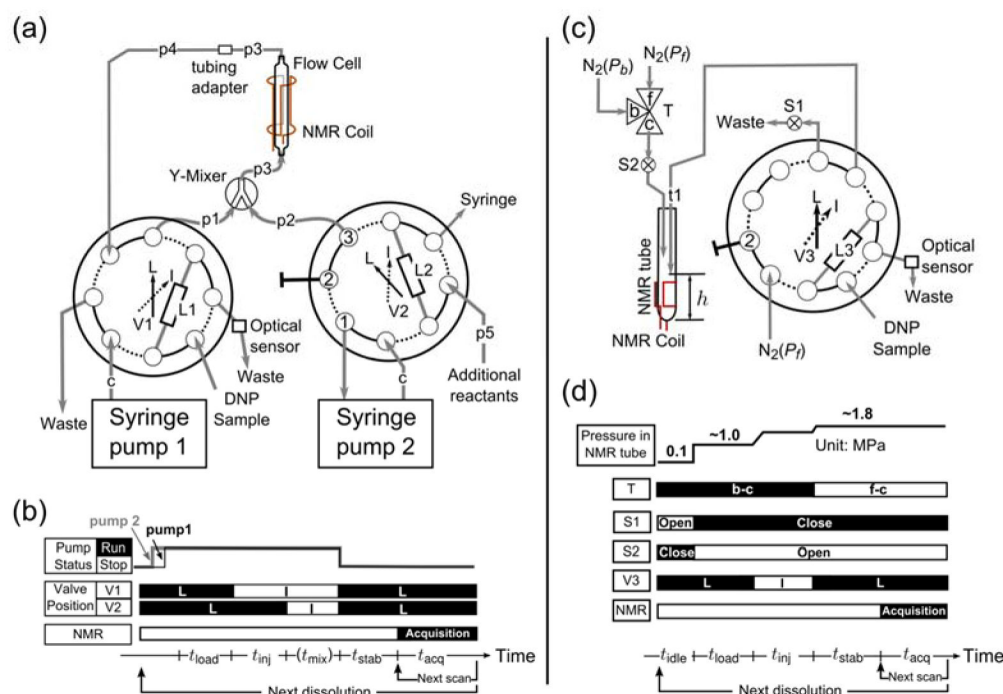 (a)
p4
p3
tubing
adapter
Flow Cell
NMR Coil
p3
Y-Mixer
p1
p2
Syringe
3
2
1
L
I
V1
L1
L
I
V2
L2
Optical
sensor
Waste
p5
Additional
reactants
c
c
Waste
DNP
Sample
Syringe
pump 1
Syringe
pump 2
(b)
pump 2
pump1
Pump
Status
Run
Stop
Valve
Position
V1
L
I
L
V2
L
I
L
NMR
Acquisition
t_load
t_inj
(t_mix)
t_stab
t_acq
Time
Next scan
Next dissolution
(c)
N2(Pb)
N2(Pf)
f
b
T
c
S2
S1
Waste
t1
NMR tube
h
NMR Coil
2
L
I
V3
L3
Optical
sensor
Waste
DNP
Sample
N2(Pf)
(d)
Pressure in
NMR tube
0.1
~1.0
~1.8
Unit: MPa
T
b-c
f-c
S1
Open
Close
S2
Close
Open
V3
L
I
L
NMR
Acquisition
t_idle
t_load
t_inj
t_stab
t_acq
Time
Next scan
Next dissolution